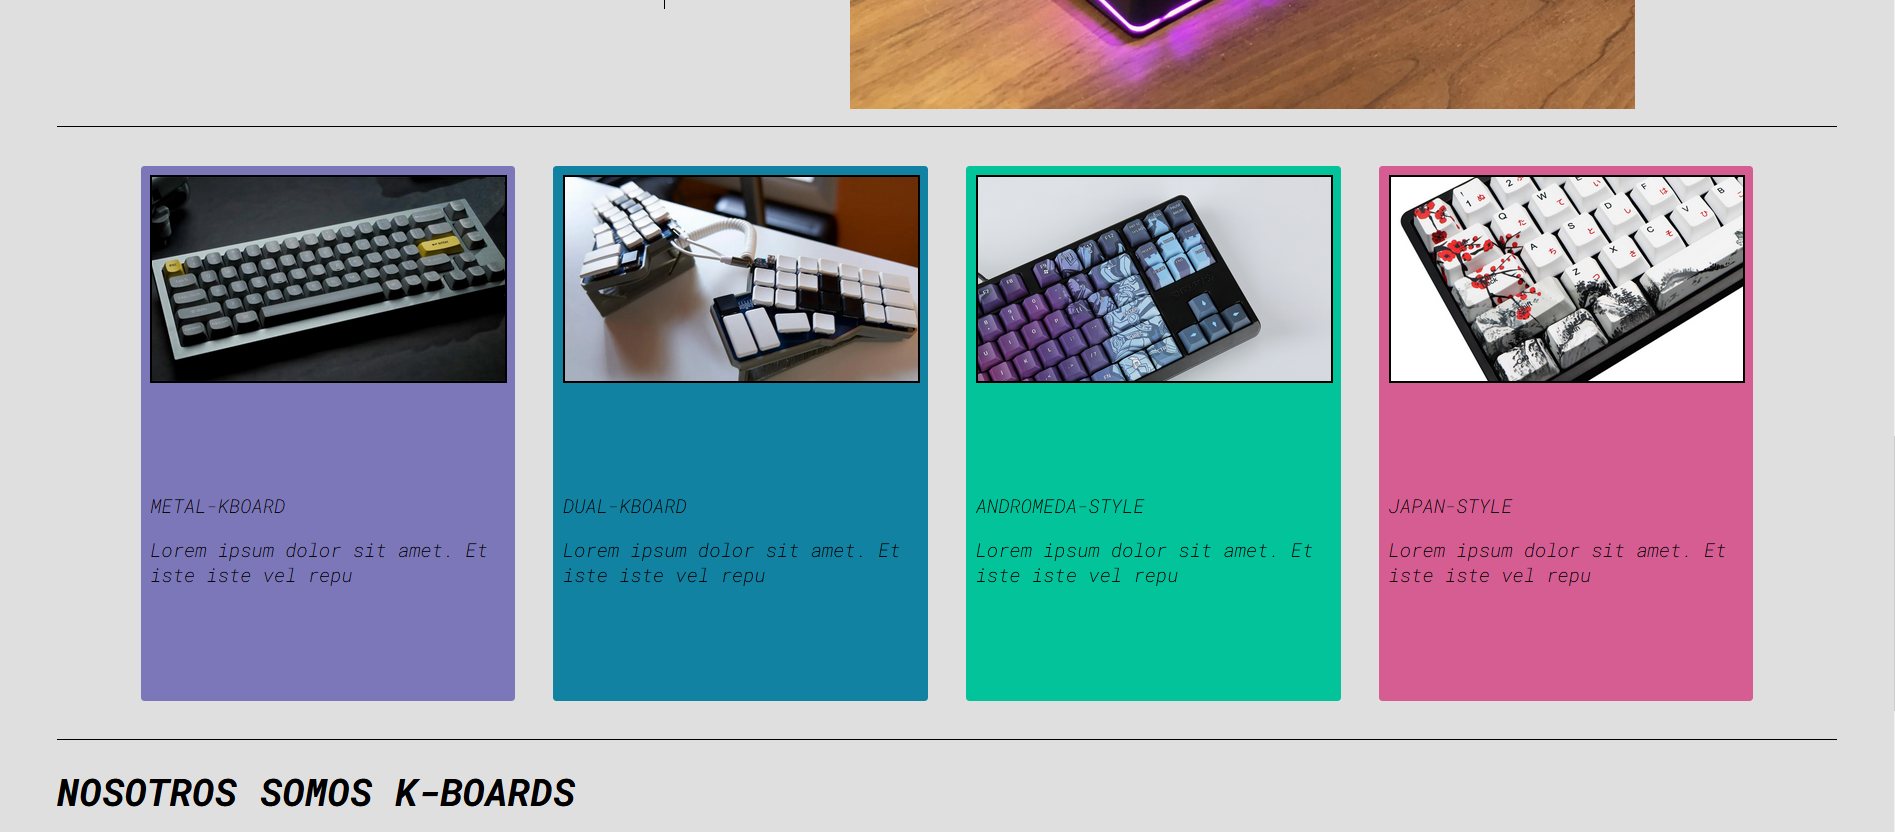 METAL-KBOARD
Lorem ipsum dolor sit amet. Et
iste iste vel repu
DUAL-KBOARD
Lorem ipsum dolor sit amet. Et
iste iste vel repu
ANDROMEDA-STYLE
Lorem ipsum dolor sit amet. Et
iste iste vel repu
JAPAN-STYLE
Lorem ipsum dolor sit amet. Et
iste iste vel repu
NOSOTROS SOMOS K-BOARDS